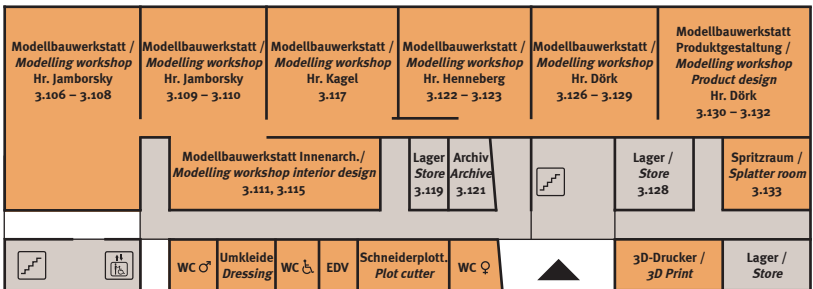 Modellbauwerkstatt /
Modelling workshop
Hr. Jamborsky
3.106 – 3.108
Modellbauwerkstatt /
Modelling workshop
Hr. Jamborsky
3.109 – 3.110
Modellbauwerkstatt /
Modelling workshop
Hr. Kagel
3.117
Modellbauwerkstatt /
Modelling workshop
Hr. Henneberg
3.122 – 3.123
Modellbauwerkstatt /
Modelling workshop
Hr. Dörk
3.126 – 3.129
Modellbauwerkstatt
Produktgestaltung /
Modelling workshop
Product design
Hr. Dörk
3.130 – 3.132
Modellbauwerkstatt Innenarch./
Modelling workshop interior design
3.111, 3.115
Lager
Store
3.119
Archiv
Archive
3.121
Lager /
Store
3.128
Spritzraum /
Splatter room
3.133
WC ♂
Umkleide
Dressing
WC ♿
EDV
Schneiderplott.
Plot cutter
WC ♀
3D-Drucker /
3D Print
Lager /
Store